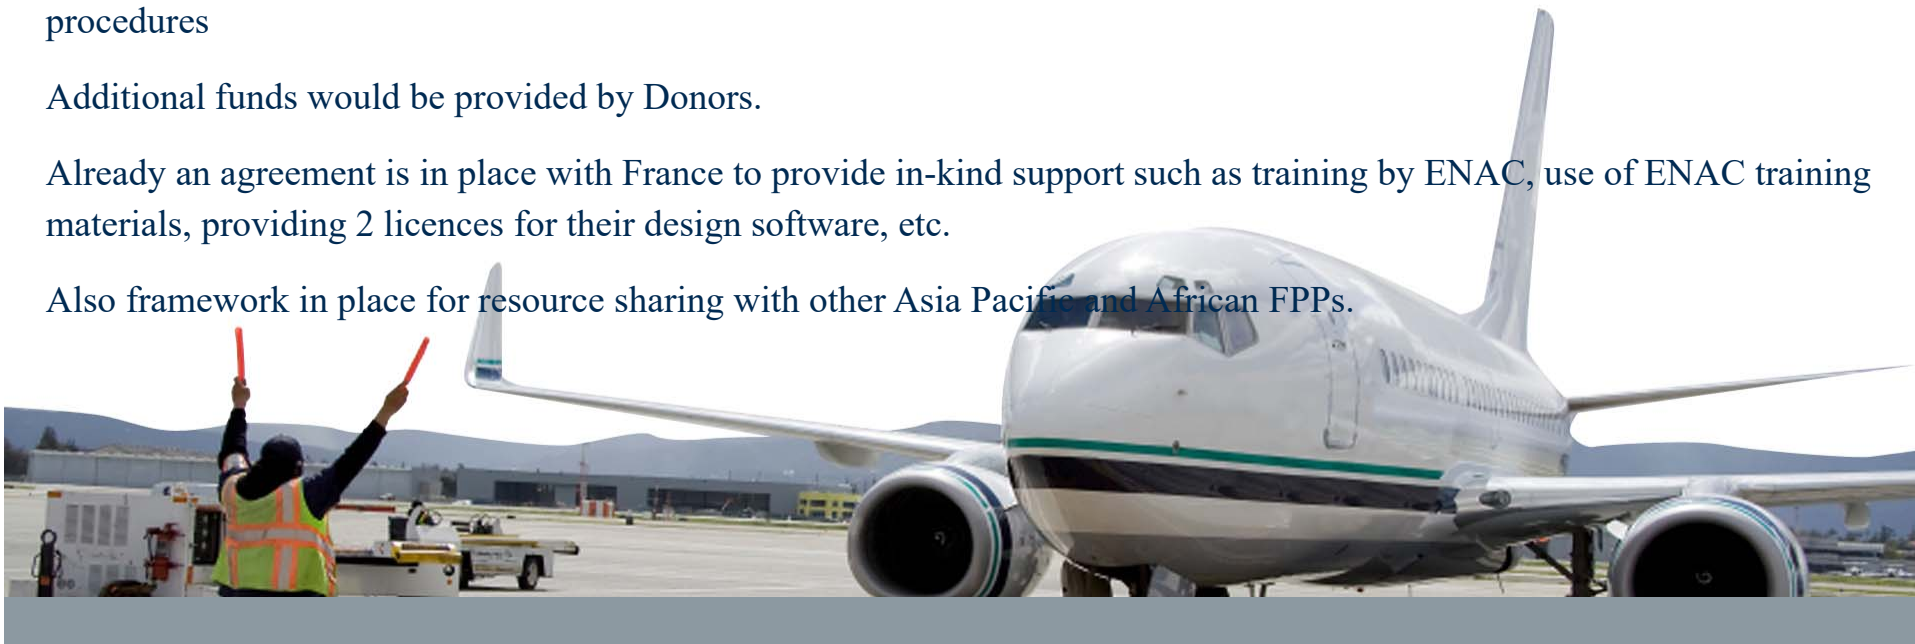 procedures
Additional funds would be provided by Donors.
Already an agreement is in place with France to provide in-kind support such as training by ENAC, use of ENAC training
materials, providing 2 licences for their design software, etc.
Also framework in place for resource sharing with other Asia Pacific and African FPPs.